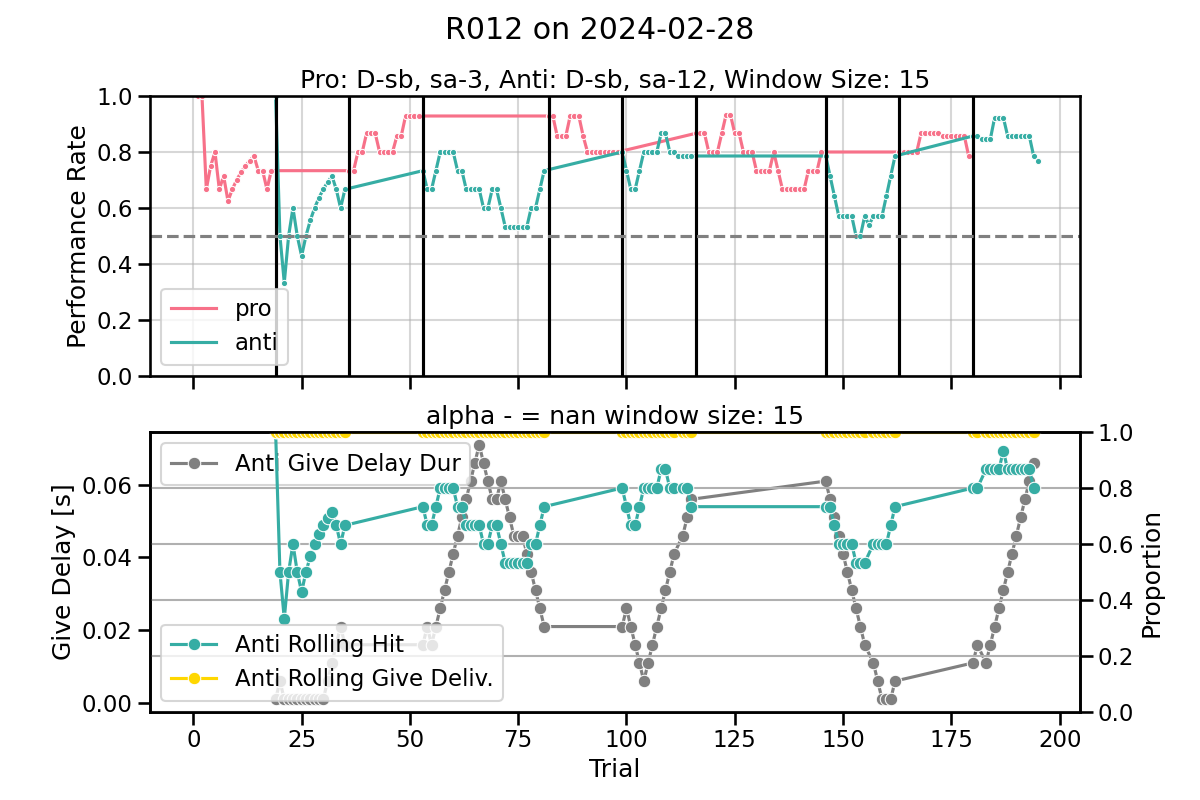 R012 on 2024-02-28
Pro: D-sb, sa-3, Anti: D-sb, sa-12, Window Size: 15
1.0
0.8
0.6
0.4
0.2
0.0
Performance Rate
pro
anti
alpha - = nan window size: 15
Anti Give Delay Dur
0.06
0.04
0.02
0.00
Give Delay [s]
1.0
0.8
0.6
0.4
0.2
0.0
Proportion
Anti Rolling Hit
Anti Rolling Give Deliv.
0 25 50 75 100 125 150 175 200
Trial